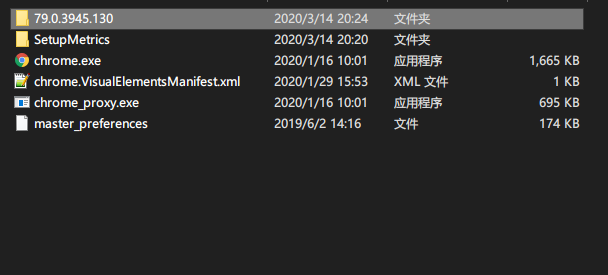 79.0.3945.130 2020/3/14 20:24 文件夹
SetupMetrics 2020/3/14 20:20 文件夹
chrome.exe 2020/1/16 10:01 应用程序 1,665 KB
chrome.VisualElementsManifest.xml 2020/1/29 15:53 XML 文件 1 KB
chrome_proxy.exe 2020/1/16 10:01 应用程序 695 KB
master_preferences 2019/6/2 14:16 文件 174 KB